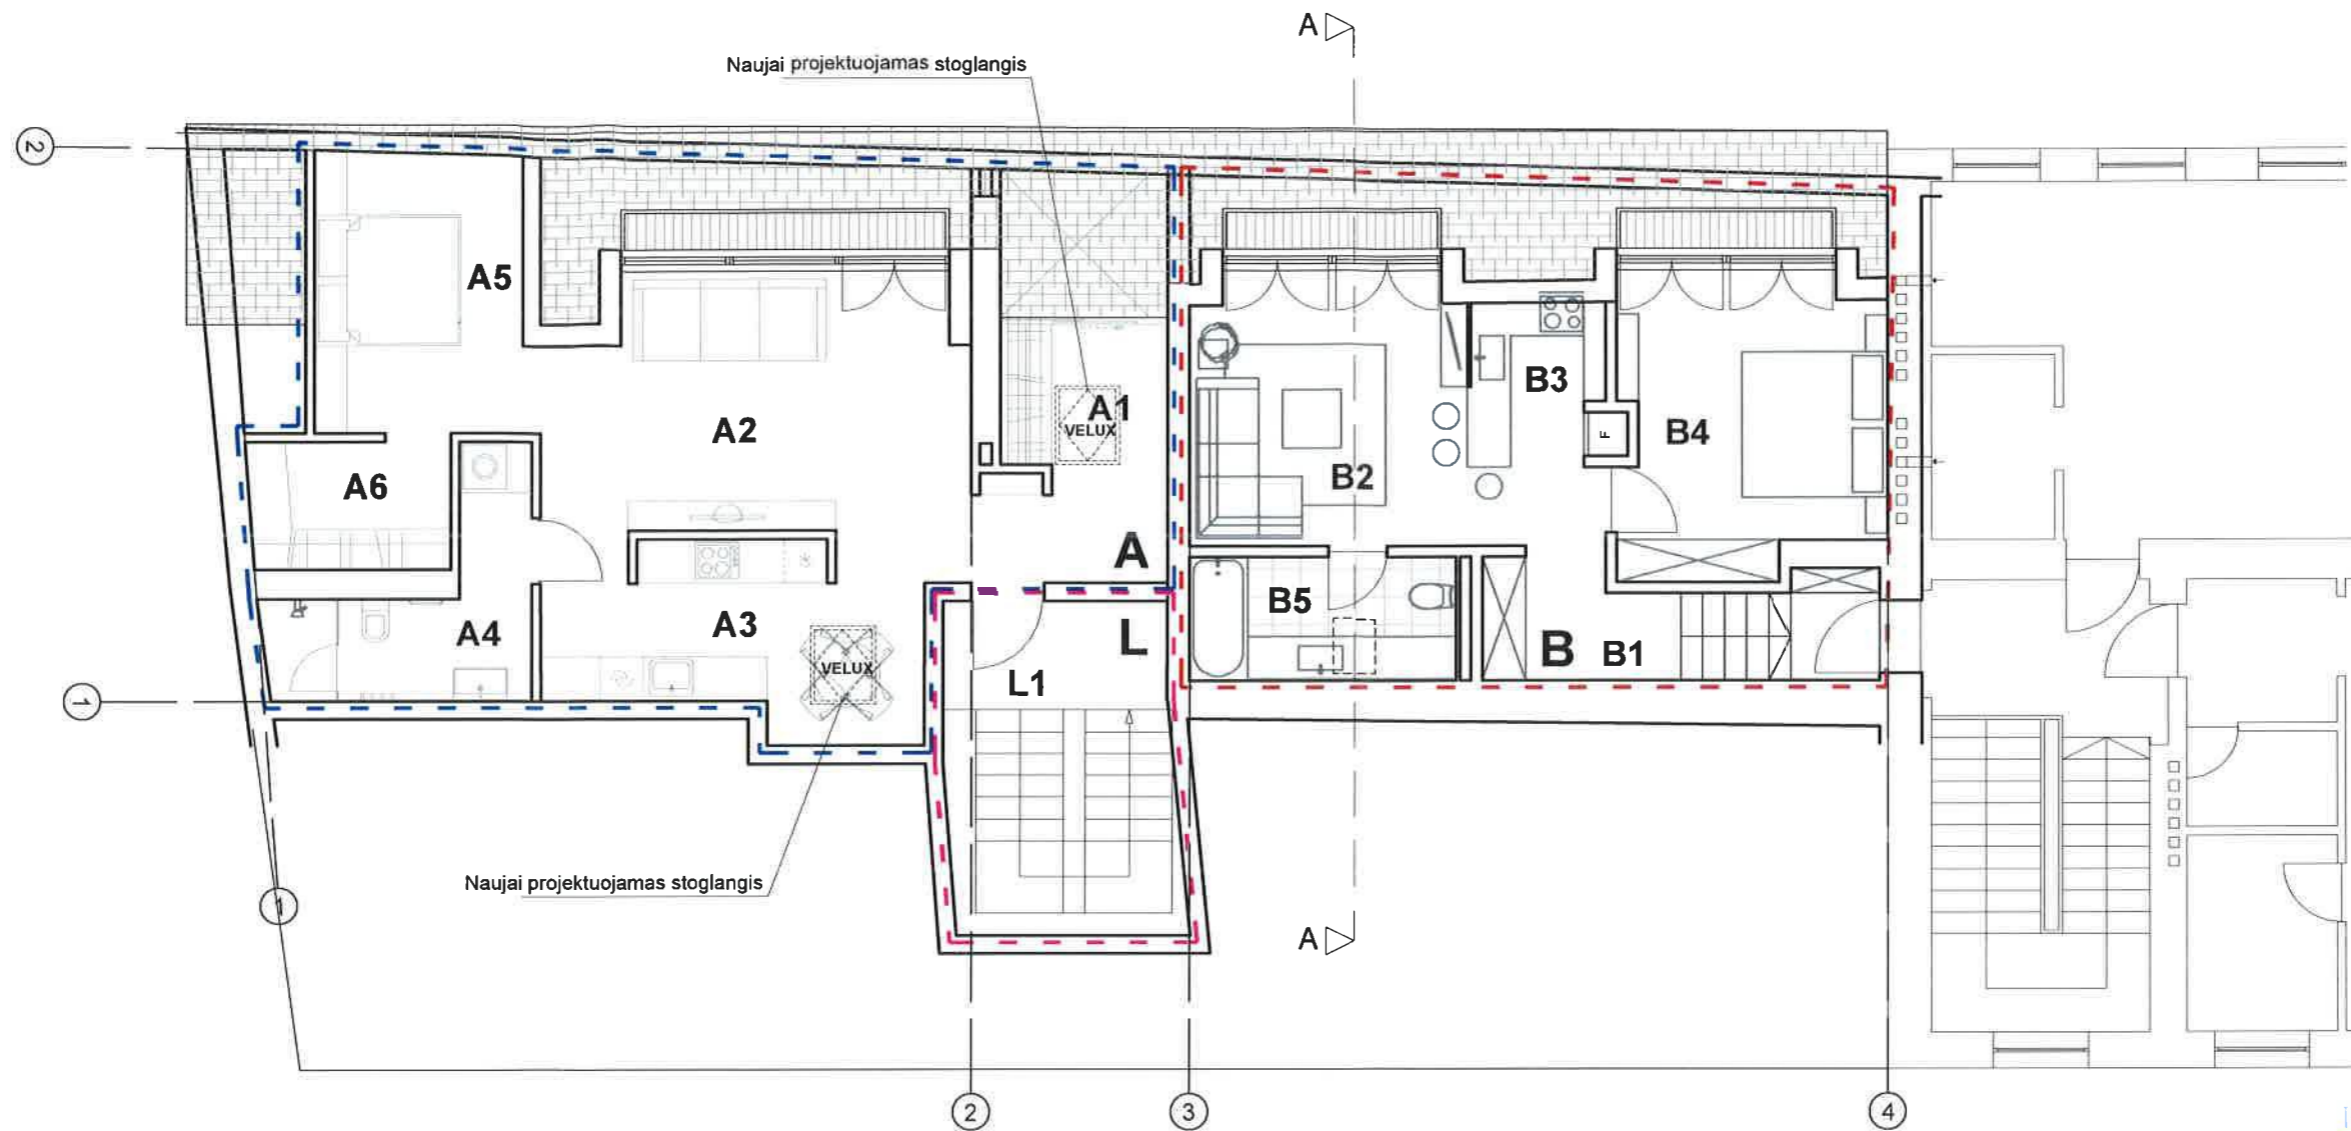 A
Naujai projektuojamas stoglangis
2
A5
A1
VELUX
A2
B3
F
B4
A6
B2
A
B5
A4
A3
L
B
B1
VELUX
L1
1
Naujai projektuojamas stoglangis
1
A
2
3
4